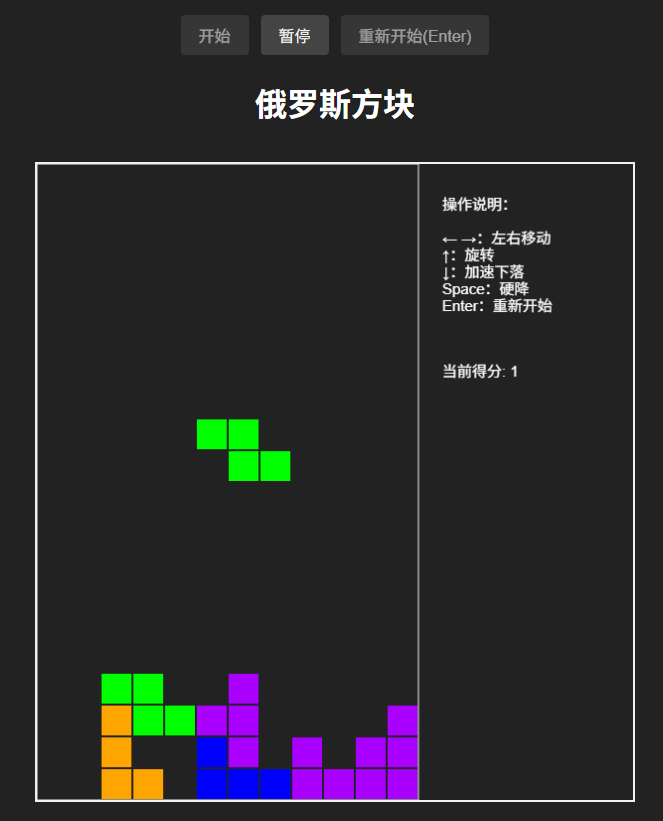 开始
暂停
重新开始(Enter)
俄罗斯方块
操作说明:
←→: 左右移动
↑: 旋转
↓: 加速下落
Space: 硬降
Enter: 重新开始
当前得分: 1